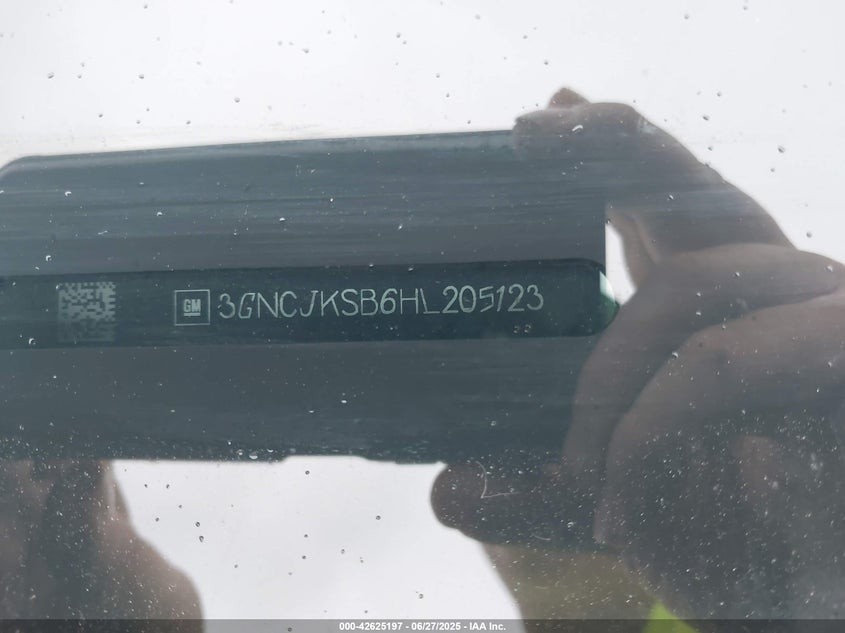 GM 3GNCJKSB6HL205123
000-42625197 - 06/27/2025 - IAA Inc.